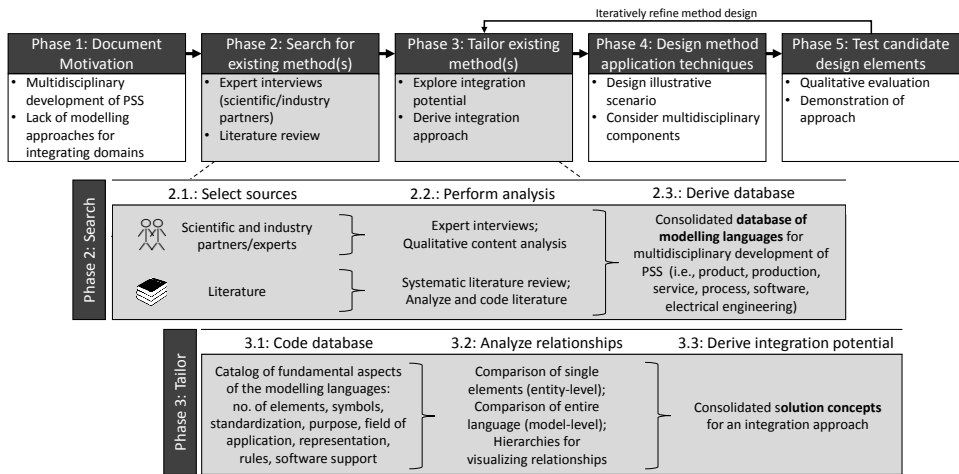 Iteratively refine method design
Phase 1: Document
Motivation
• Multidisciplinary
development of PSS
• Lack of modelling
approaches for
integrating domains
Phase 2: Search for
existing method(s)
• Expert interviews
(scientific/industry
partners)
• Literature review
Phase 3: Tailor existing
method(s)
• Explore integration
potential
• Derive integration
approach
Phase 4: Design method
application techniques
• Design illustrative
scenario
• Consider multidisciplinary
components
Phase 5: Test candidate
design elements
• Qualitative evaluation
• Demonstration of
approach
Phase 2: Search
2.1.: Select sources
Scientific and industry
partners/experts
Literature
2.2.: Perform analysis
Expert interviews;
Qualitative content analysis
Systematic literature review;
Analyze and code literature
2.3.: Derive database
Consolidated database of
modelling languages for
multidisciplinary development of
PSS (i.e., product, production,
service, process, software,
electrical engineering)
Phase 3: Tailor
3.1: Code database
Catalog of fundamental aspects
of the modelling languages:
no. of elements, symbols,
standardization, purpose, field of
application, representation,
rules, software support
3.2: Analyze relationships
Comparison of single
elements (entity-level);
Comparison of entire
language (model-level);
Hierarchies for
visualizing relationships
3.3: Derive integration potential
Consolidated solution concepts
for an integration approach